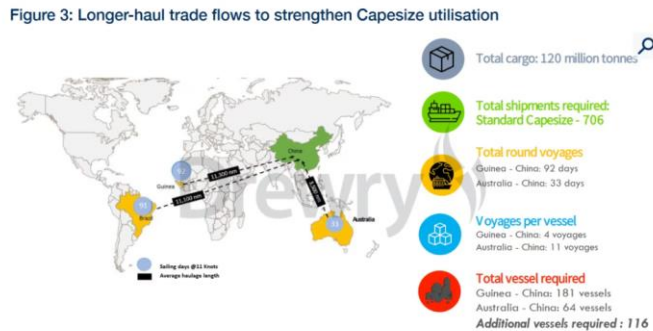 Figure 3: Longer-haul trade flows to strengthen Capesize utilisation
Total cargo: 120 million tonnes
Total shipments required:
Standard Capesize - 706
Total round voyages
Guinea - China: 92 days
Australia - China: 33 days
Voyages per vessel
Guinea - China: 4 voyages
Australia - China: 11 voyages
Total vessel required
Guinea - China: 181 vessels
Australia - China: 64 vessels
Additional vessels required : 116
China
Guinea
92
11,300 nm
11,100 nm
Brazil
Australia
33
Drewry
Sailing days @11 Knots
Average haulage length